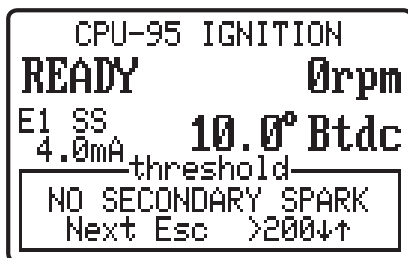 CPU-95 IGNITION
READY 0rpm
E1 SS
4.0mA 10.0° Btdc
threshold
NO SECONDARY SPARK
Next Esc >200↓↑